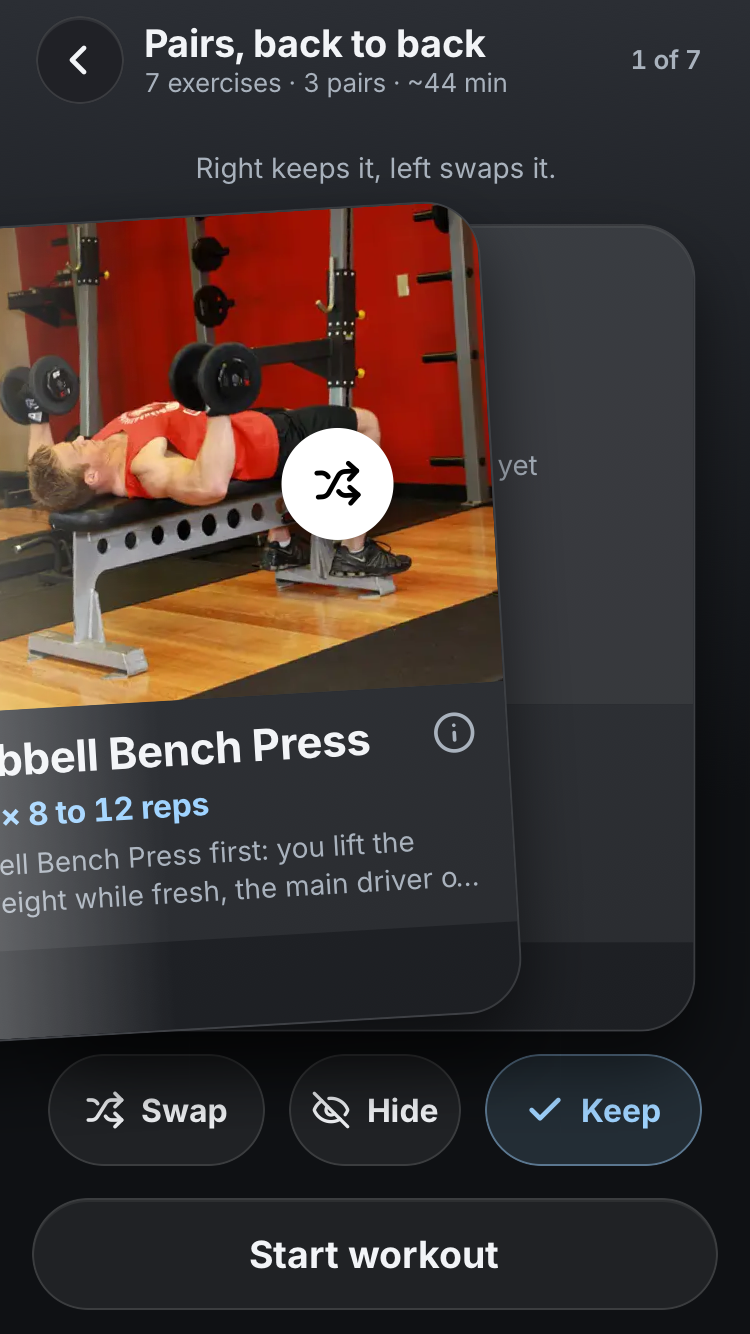 Pairs, back to back
7 exercises · 3 pairs · ~44 min
1 of 7
Right keeps it, left swaps it.
yet
bbell Bench Press
× 8 to 12 reps
ell Bench Press first: you lift the
eight while fresh, the main driver o...
Swap
Hide
Keep
Start workout